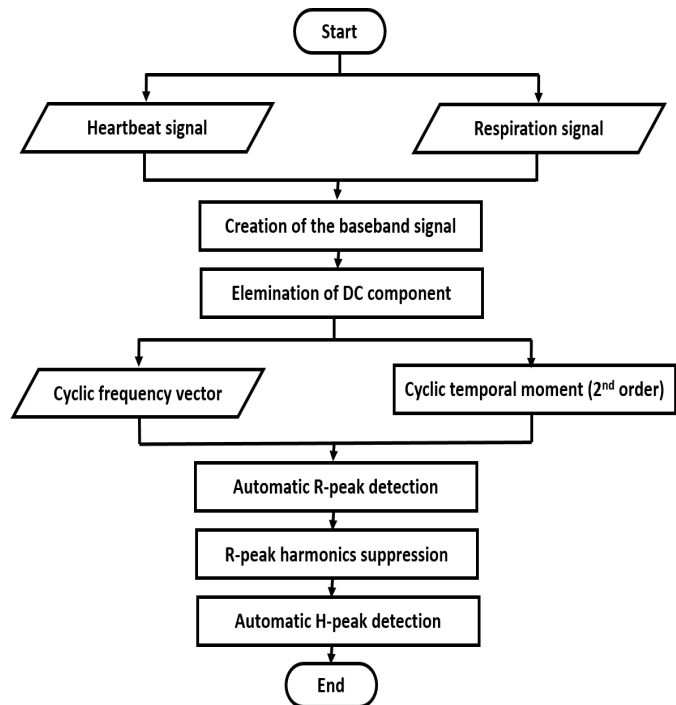 Start
Heartbeat signal
Respiration signal
Creation of the baseband signal
Elemination of DC component
Cyclic frequency vector
Cyclic temporal moment (2nd order)
Automatic R-peak detection
R-peak harmonics suppression
Automatic H-peak detection
End